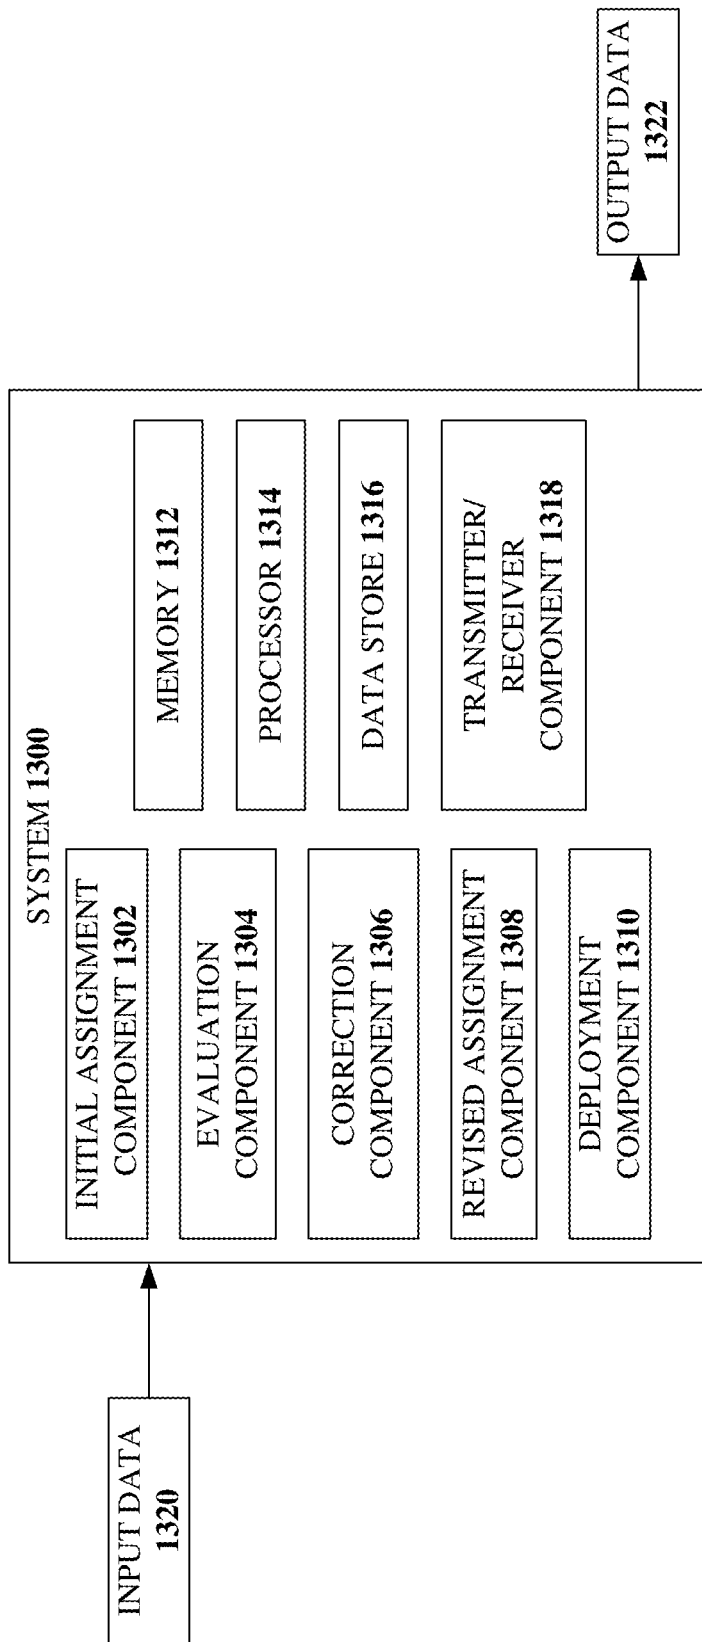 INPUT DATA
1320
SYSTEM 1300
INITIAL ASSIGNMENT
COMPONENT 1302
EVALUATION
COMPONENT 1304
CORRECTION
COMPONENT 1306
REVISED ASSIGNMENT
COMPONENT 1308
DEPLOYMENT
COMPONENT 1310
MEMORY 1312
PROCESSOR 1314
DATA STORE 1316
TRANSMITTER/
RECEIVER
COMPONENT 1318
OUTPUT DATA
1322